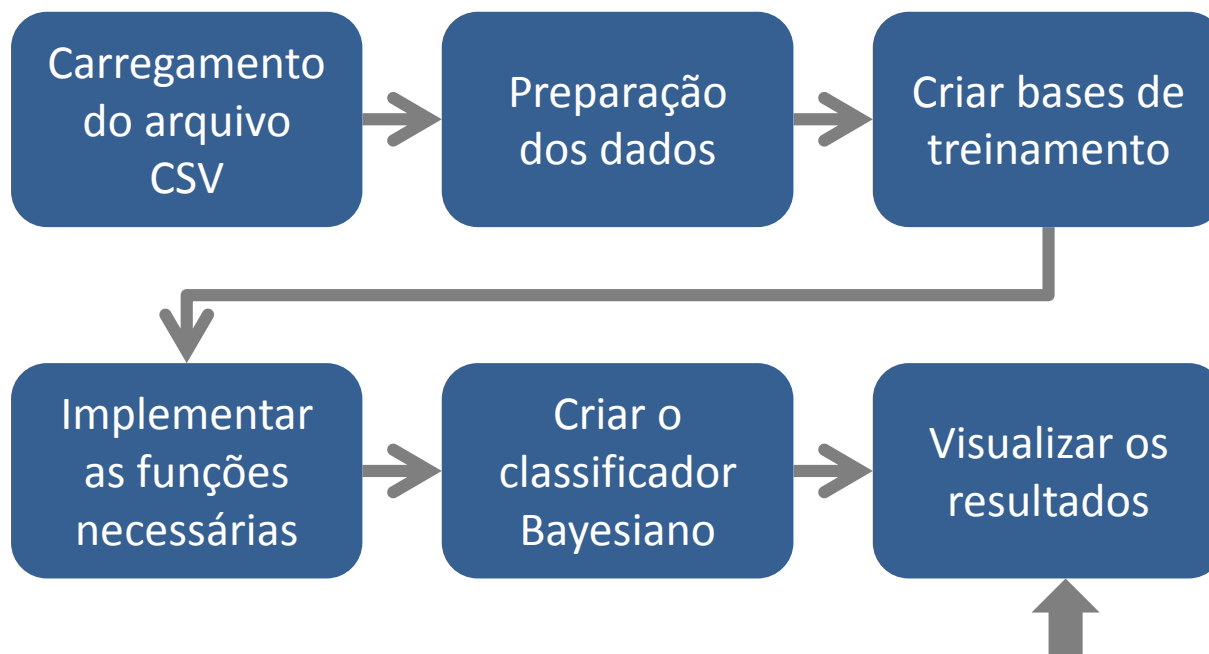 Carregamento
do arquivo
CSV
Preparação
dos dados
Criar bases de
treinamento
Implementar
as funções
necessárias
Criar o
classificador
Bayesiano
Visualizar os
resultados